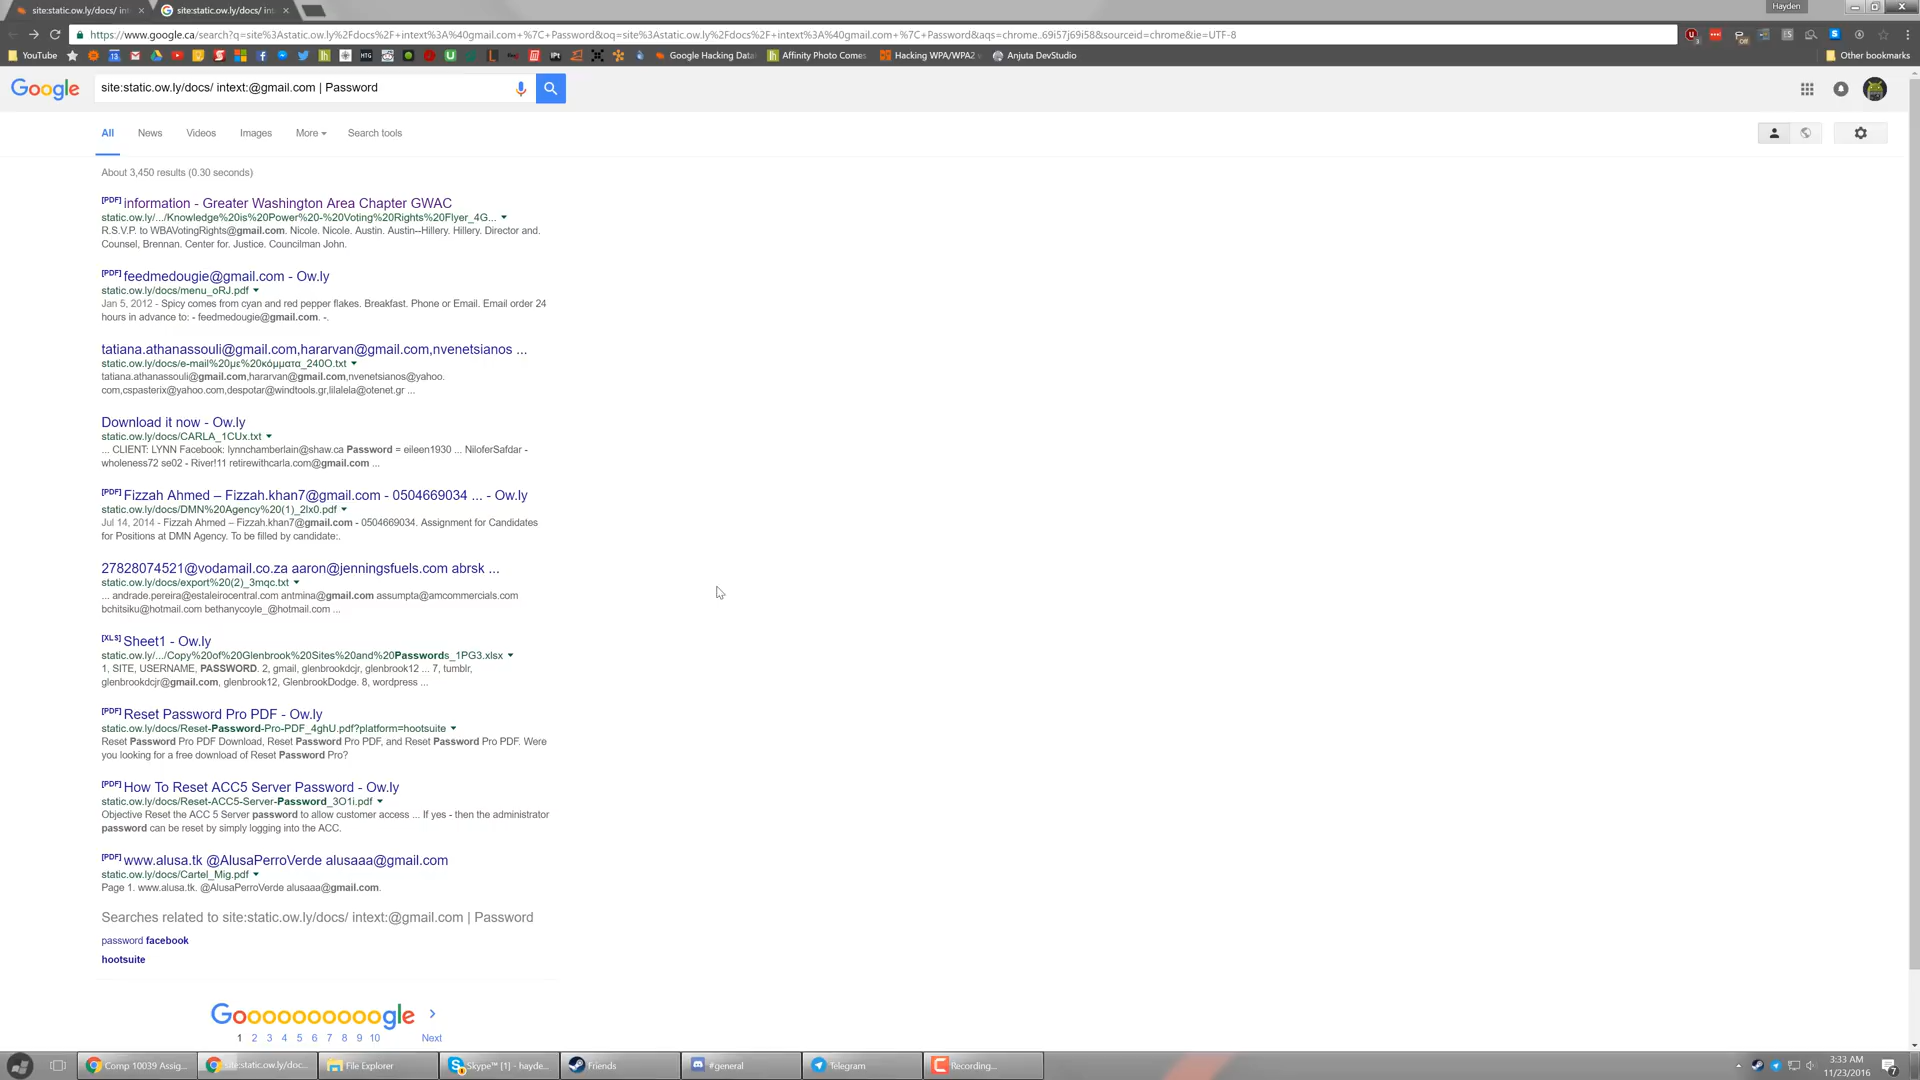 site:static.ow.ly/docs/ int
site:static.ow.ly/docs/ int
Hayden
https://www.google.ca/search?q=site%3Astatic.ow.ly%2Fdocs%2F+intext%3A%40gmail.com+%7C+Password&oq=site%3Astatic.ow.ly%2Fdocs%2F+intext%3A%40gmail.com+%7C+Password&aqs=chrome..69i57j69i58&sourceid=chrome&ie=UTF-8
YouTube Google Hacking Data Affinity Photo Comes Hacking WPA/WPA2 Anjuta DevStudio Other bookmarks
Google site:static.ow.ly/docs/ intext:@gmail.com | Password
All News Videos Images More Search tools
About 3,450 results (0.30 seconds)
[PDF] information - Greater Washington Area Chapter GWAC
static.ow.ly/.../Knowledge%20is%20Power%20-%20Voting%20Rights%20Flyer_4G...
R.S.V.P. to WBAVotingRights@gmail.com. Nicole. Nicole. Austin. Austin--Hillery. Hillery. Director and.
Counsel, Brennan. Center for. Justice. Councilman John.
[PDF] feedmedougie@gmail.com - Ow.ly
static.ow.ly/docs/menu_oRJ.pdf
Jan 5, 2012 - Spicy comes from cyan and red pepper flakes. Breakfast. Phone or Email. Email order 24
hours in advance to: - feedmedougie@gmail.com. -.
tatiana.athanassouli@gmail.com,hararvan@gmail.com,nvenetsianos ...
static.ow.ly/docs/e-mail%20με%20κόμματα_240O.txt
tatiana.athanassouli@gmail.com,hararvan@gmail.com,nvenetsianos@yahoo.
com,cspasterix@yahoo.com,despotar@windtools.gr,lilalela@otenet.gr ...
Download it now - Ow.ly
static.ow.ly/docs/CARLA_1CUx.txt
... CLIENT: LYNN Facebook: lynnchamberlain@shaw.ca Password = eileen1930 ... NiloferSafdar -
wholeness72 se02 - River!11 retirewithcarla.com@gmail.com ...
[PDF] Fizzah Ahmed – Fizzah.khan7@gmail.com - 0504669034 ... - Ow.ly
static.ow.ly/docs/DMN%20Agency%20(1)_2lx0.pdf
Jul 14, 2014 - Fizzah Ahmed – Fizzah.khan7@gmail.com - 0504669034. Assignment for Candidates
for Positions at DMN Agency. To be filled by candidate:.
27828074521@vodamail.co.za aaron@jenningsfuels.com abrsk ...
static.ow.ly/docs/export%20(2)_3mqc.txt
... andrade.pereira@estaleirocentral.com antmina@gmail.com assumpta@amcommercials.com
bchitsiku@hotmail.com bethanycoyle_@hotmail.com ...
[XLS] Sheet1 - Ow.ly
static.ow.ly/.../Copy%20of%20Glenbrook%20Sites%20and%20Passwords_1PG3.xlsx
1, SITE, USERNAME, PASSWORD. 2, gmail, glenbrookdcjr, glenbrook12 ... 7, tumblr,
glenbrookdcjr@gmail.com, glenbrook12, GlenbrookDodge. 8, wordpress ...
[PDF] Reset Password Pro PDF - Ow.ly
static.ow.ly/docs/Reset-Password-Pro-PDF_4ghU.pdf?platform=hootsuite
Reset Password Pro PDF Download, Reset Password Pro PDF, and Reset Password Pro PDF. Were
you looking for a free download of Reset Password Pro?
[PDF] How To Reset ACC5 Server Password - Ow.ly
static.ow.ly/docs/Reset-ACC5-Server-Password_3O1i.pdf
Objective Reset the ACC 5 Server password to allow customer access ... If yes - then the administrator
password can be reset by simply logging into the ACC.
[PDF] www.alusa.tk @AlusaPerroVerde alusaaa@gmail.com
static.ow.ly/docs/Cartel_Mig.pdf
Page 1. www.alusa.tk. @AlusaPerroVerde alusaaa@gmail.com.
Searches related to site:static.ow.ly/docs/ intext:@gmail.com | Password
password facebook
hootsuite
Goooooooooogle
1 2 3 4 5 6 7 8 9 10 Next
Comp 10039 Assig... site:static.ow.ly/doc... File Explorer Skype™ [1] - hayde... Friends #general Telegram Recording...
3:33 AM
11/23/2016